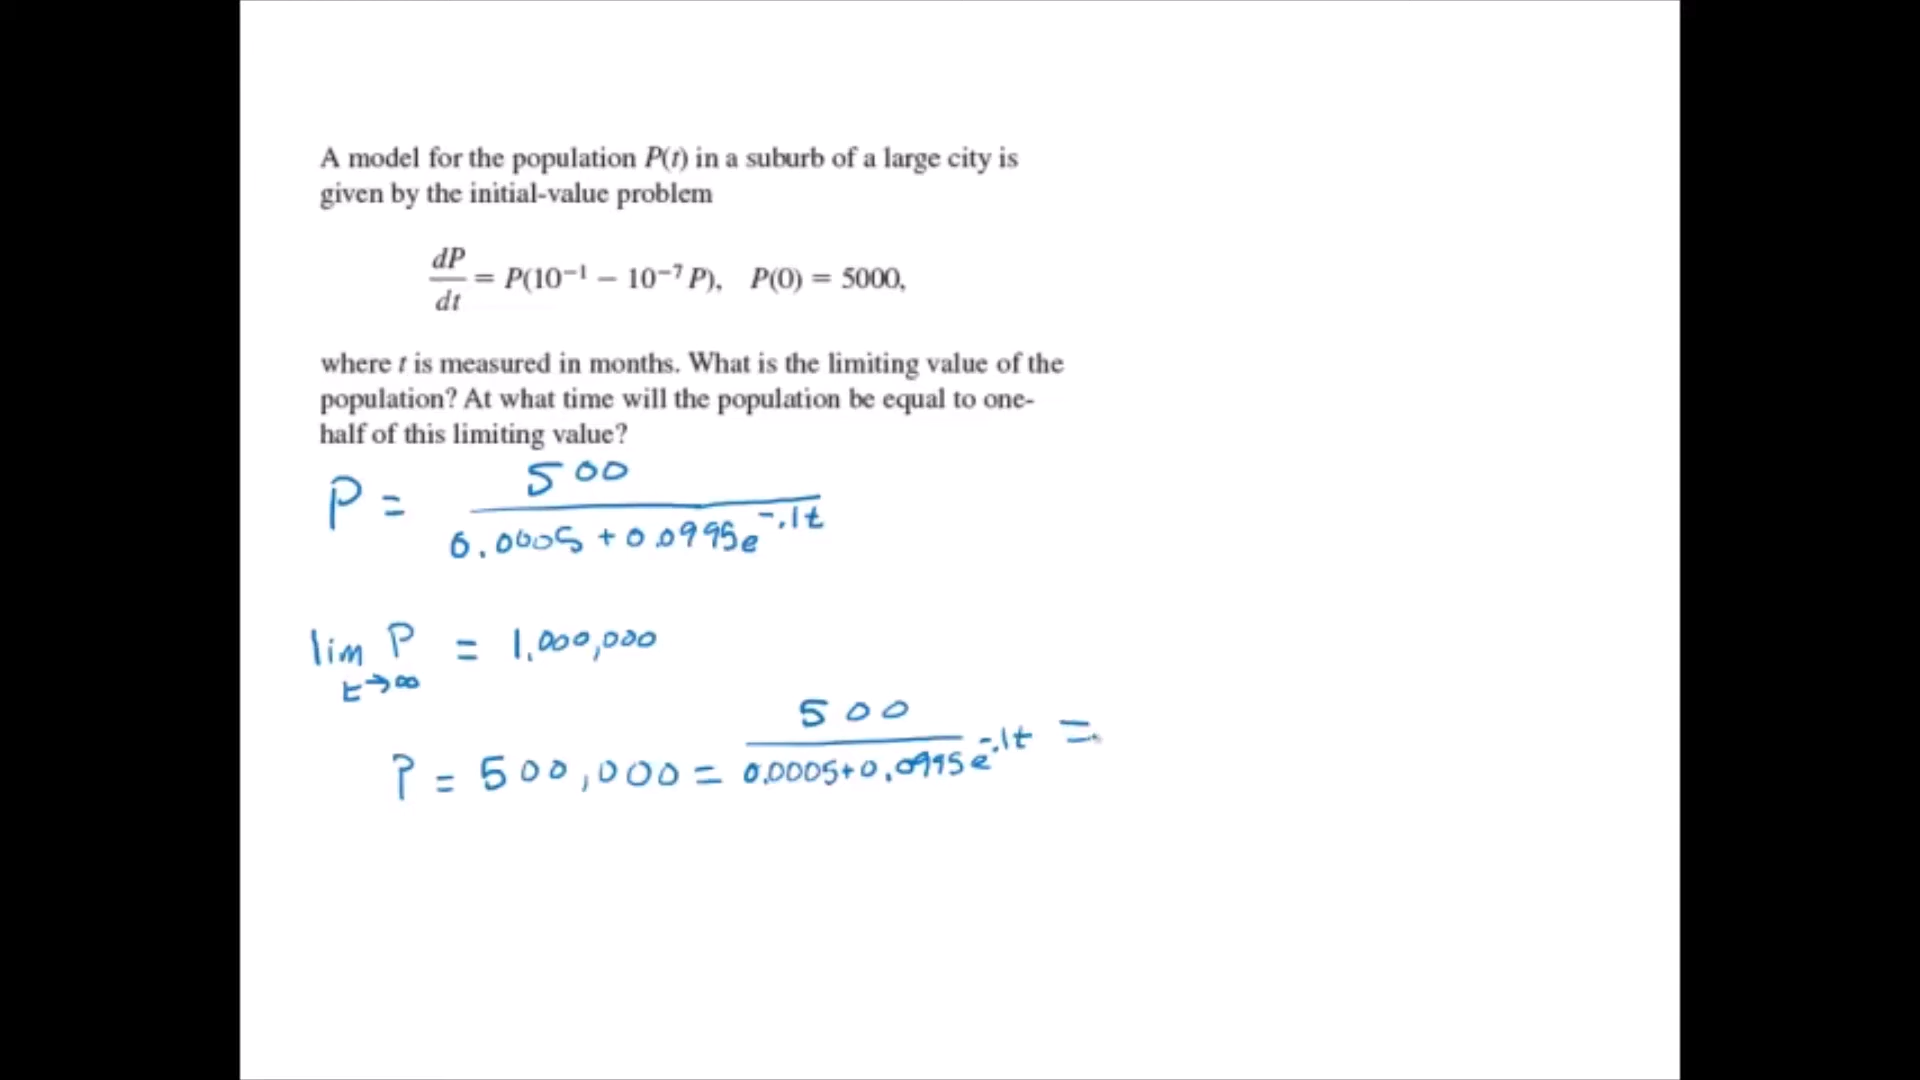 A model for the population P(t) in a suburb of a large city is
given by the initial-value problem
dP/dt = P(10⁻¹ − 10⁻⁷ P), P(0) = 5000,
where t is measured in months. What is the limiting value of the
population? At what time will the population be equal to one-
half of this limiting value?
P = 500 / (0.0005 + 0.0995e^(-.1t))
lim t→∞ P = 1,000,000
P = 500,000 = 500 / (0.0005 + 0.0995e^(-.1t)) =